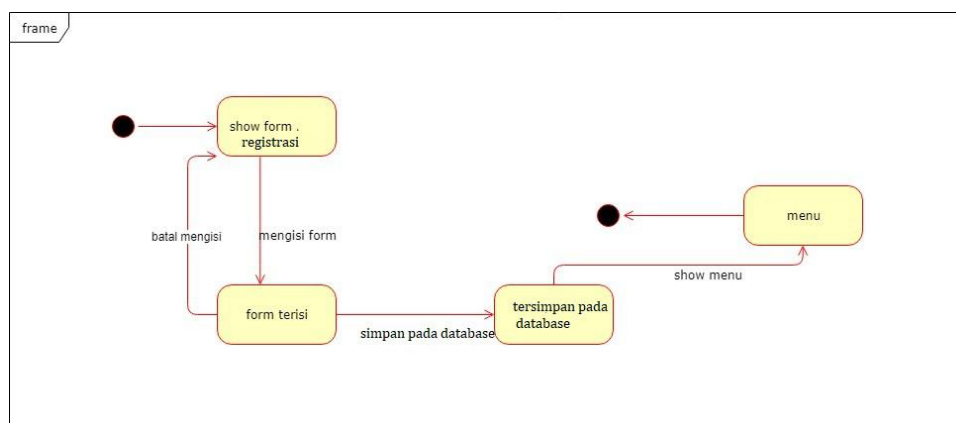 frame
show form .
registrasi
batal mengisi
mengisi form
menu
show menu
form terisi
simpan pada database
tersimpan pada
database